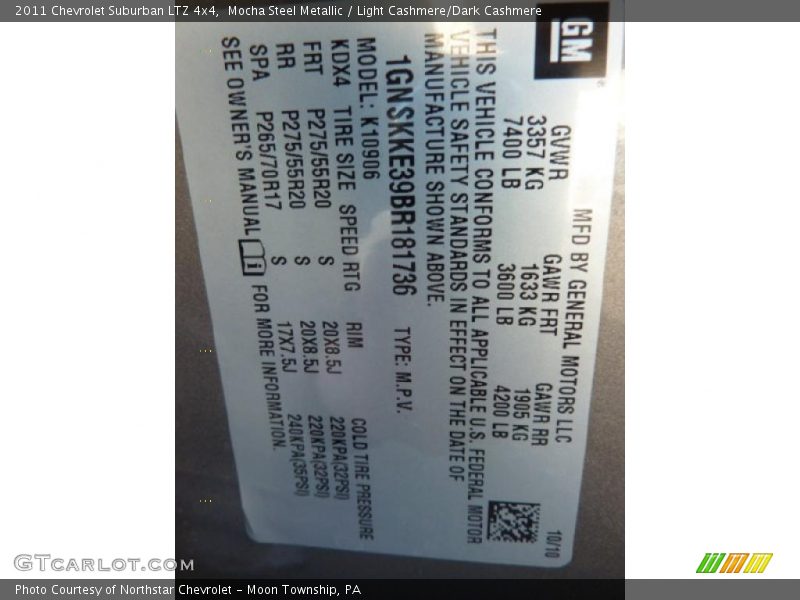 2011 Chevrolet Suburban LTZ 4x4,  Mocha Steel Metallic / Light Cashmere/Dark Cashmere
GM
MFD BY GENERAL MOTORS LLC 10/10
GVWR GAWR FRT GAWR RR
3357 KG 1633 KG 1905 KG
7400 LB 3600 LB 4200 LB
THIS VEHICLE CONFORMS TO ALL APPLICABLE U.S. FEDERAL MOTOR
VEHICLE SAFETY STANDARDS IN EFFECT ON THE DATE OF
MANUFACTURE SHOWN ABOVE.
1GNSKKE39BR181736 TYPE: M.P.V.
MODEL: K10906 COLD TIRE PRESSURE
KDX4 TIRE SIZE SPEED RTG RIM
FRT P275/55R20 S 20X8.5J 220KPA(32PSI)
RR P275/55R20 S 20X8.5J 220KPA(32PSI)
SPA P265/70R17 S 17X7.5J 240KPA(35PSI)
SEE OWNER'S MANUAL FOR MORE INFORMATION.
GTCarLot.com
Photo Courtesy of Northstar Chevrolet - Moon Township, PA